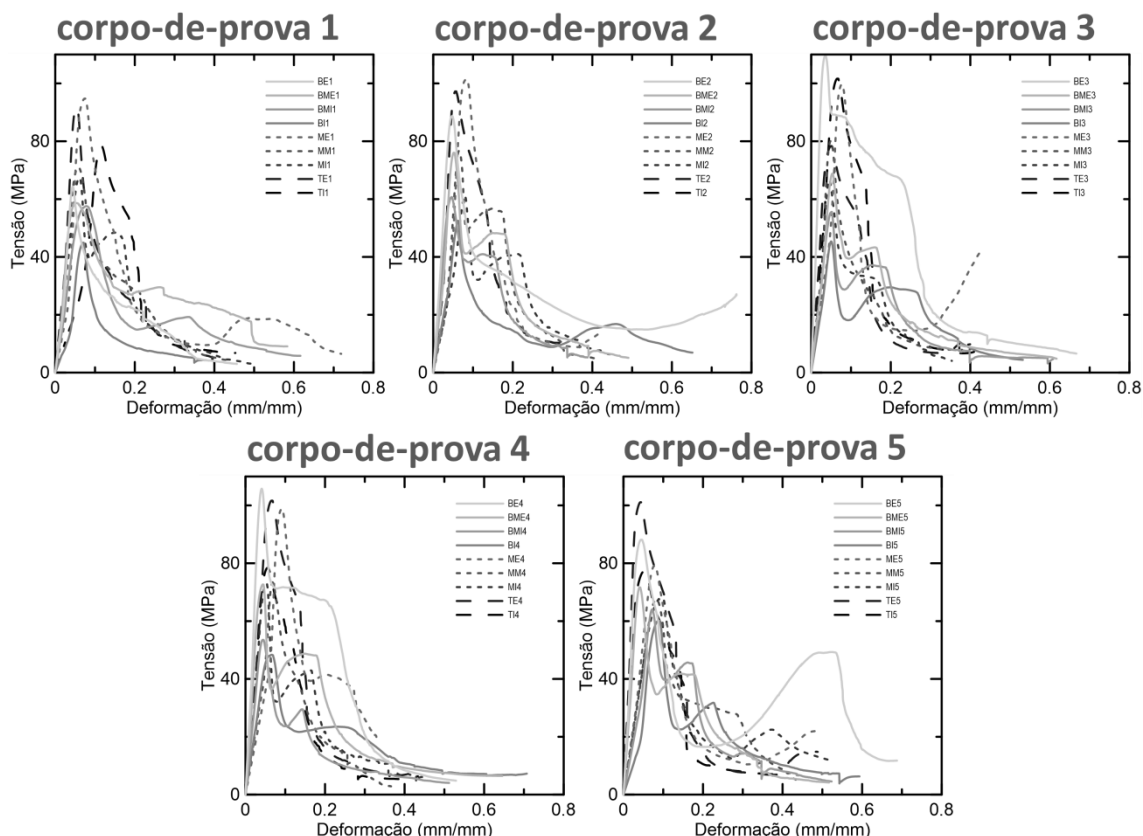 corpo-de-prova 1
corpo-de-prova 2
corpo-de-prova 3
Tensão (MPa)
80
40
0
BE1
BME1
BMI1
BI1
ME1
MM1
MI1
TE1
TI1
0
0.2
0.4
0.6
0.8
Deformação (mm/mm)
Tensão (MPa)
80
40
0
BE2
BME2
BMI2
BI2
ME2
MM2
MI2
TE2
TI2
0
0.2
0.4
0.6
0.8
Deformação (mm/mm)
Tensão (MPa)
80
40
0
BE3
BME3
BMI3
BI3
ME3
MM3
MI3
TE3
TI3
0
0.2
0.4
0.6
0.8
Deformação (mm/mm)
corpo-de-prova 4
corpo-de-prova 5
Tensão (MPa)
80
40
0
BE4
BME4
BMI4
BI4
ME4
MM4
MI4
TE4
TI4
0
0.2
0.4
0.6
0.8
Deformação (mm/mm)
Tensão (MPa)
80
40
0
BE5
BME5
BMI5
BI5
ME5
MM5
MI5
TE5
TI5
0
0.2
0.4
0.6
0.8
Deformação (mm/mm)